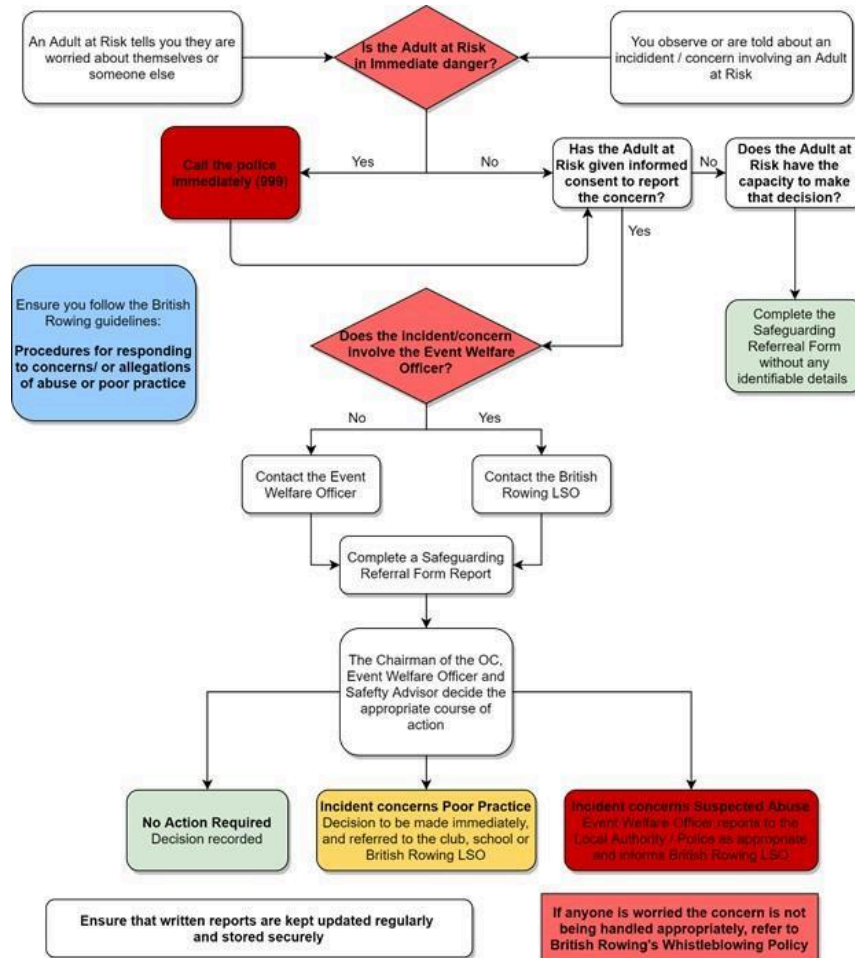 An Adult at Risk tells you they are
worried about themselves or
someone else
Is the Adult at Risk
in Immediate danger?
You observe or are told about an
incidident / concern involving an Adult
at Risk
Call the police
immediately (999)
Yes
No
Has the Adult at
Risk given informed
consent to report
the concern?
No
Does the Adult at
Risk have the
capacity to make
that decision?
Yes
Ensure you follow the British
Rowing guidelines:
Procedures for responding
to concerns/ or allegations
of abuse or poor practice
Does the incident/concern
involve the Event Welfare
Officer?
Complete the
Safeguarding
Referreal Form
without any
identifiable details
No
Yes
Contact the Event
Welfare Officer
Contact the British
Rowing LSO
Complete a Safeguarding
Referral Form Report
The Chairman of the OC,
Event Welfare Officer and
Safefty Advisor decide the
appropriate course of
action
No Action Required
Decision recorded
Incident concerns Poor Practice
Decision to be made immediately,
and referred to the club, school or
British Rowing LSO
Incident concerns Suspected Abuse
Event Welfare Officer reports to the
Local Authority / Police as appropriate
and informs British Rowing LSO
Ensure that written reports are kept updated regularly
and stored securely
If anyone is worried the concern is not
being handled appropriately, refer to
British Rowing's Whistleblowing Policy